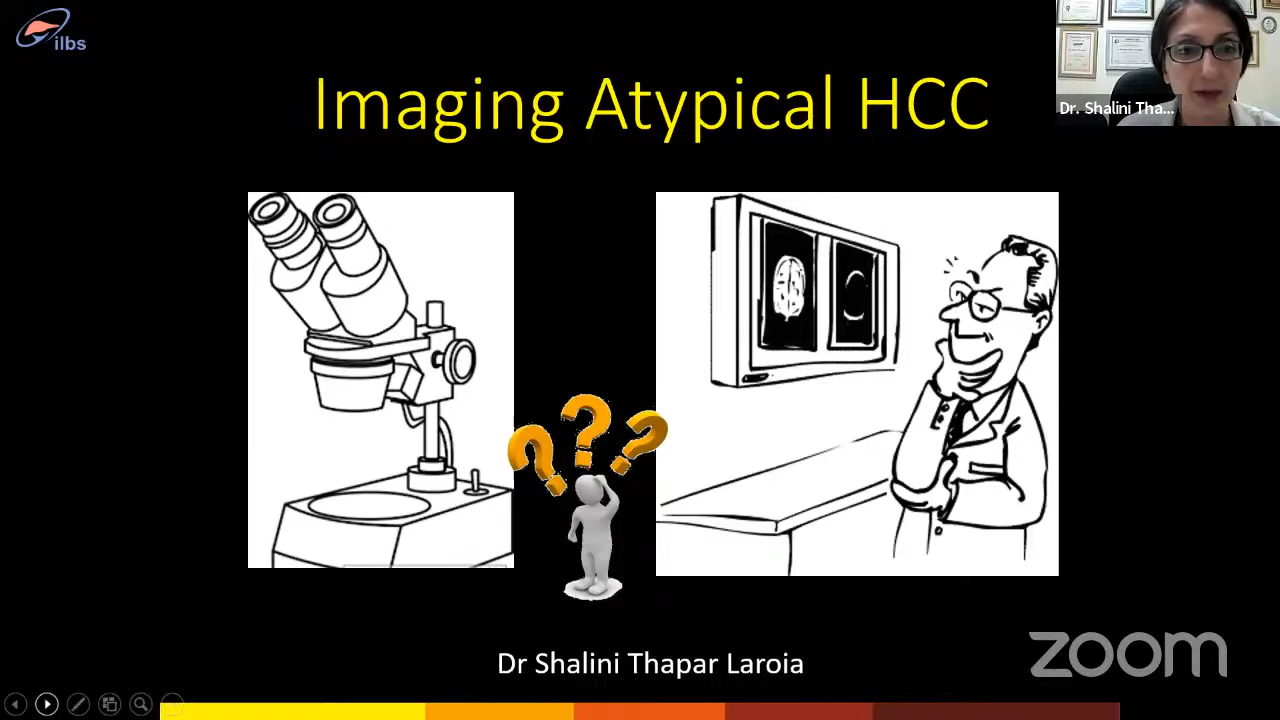 ilbs
Imaging Atypical HCC
Dr. Shalini Tha...
Dr Shalini Thapar Laroia
zoom